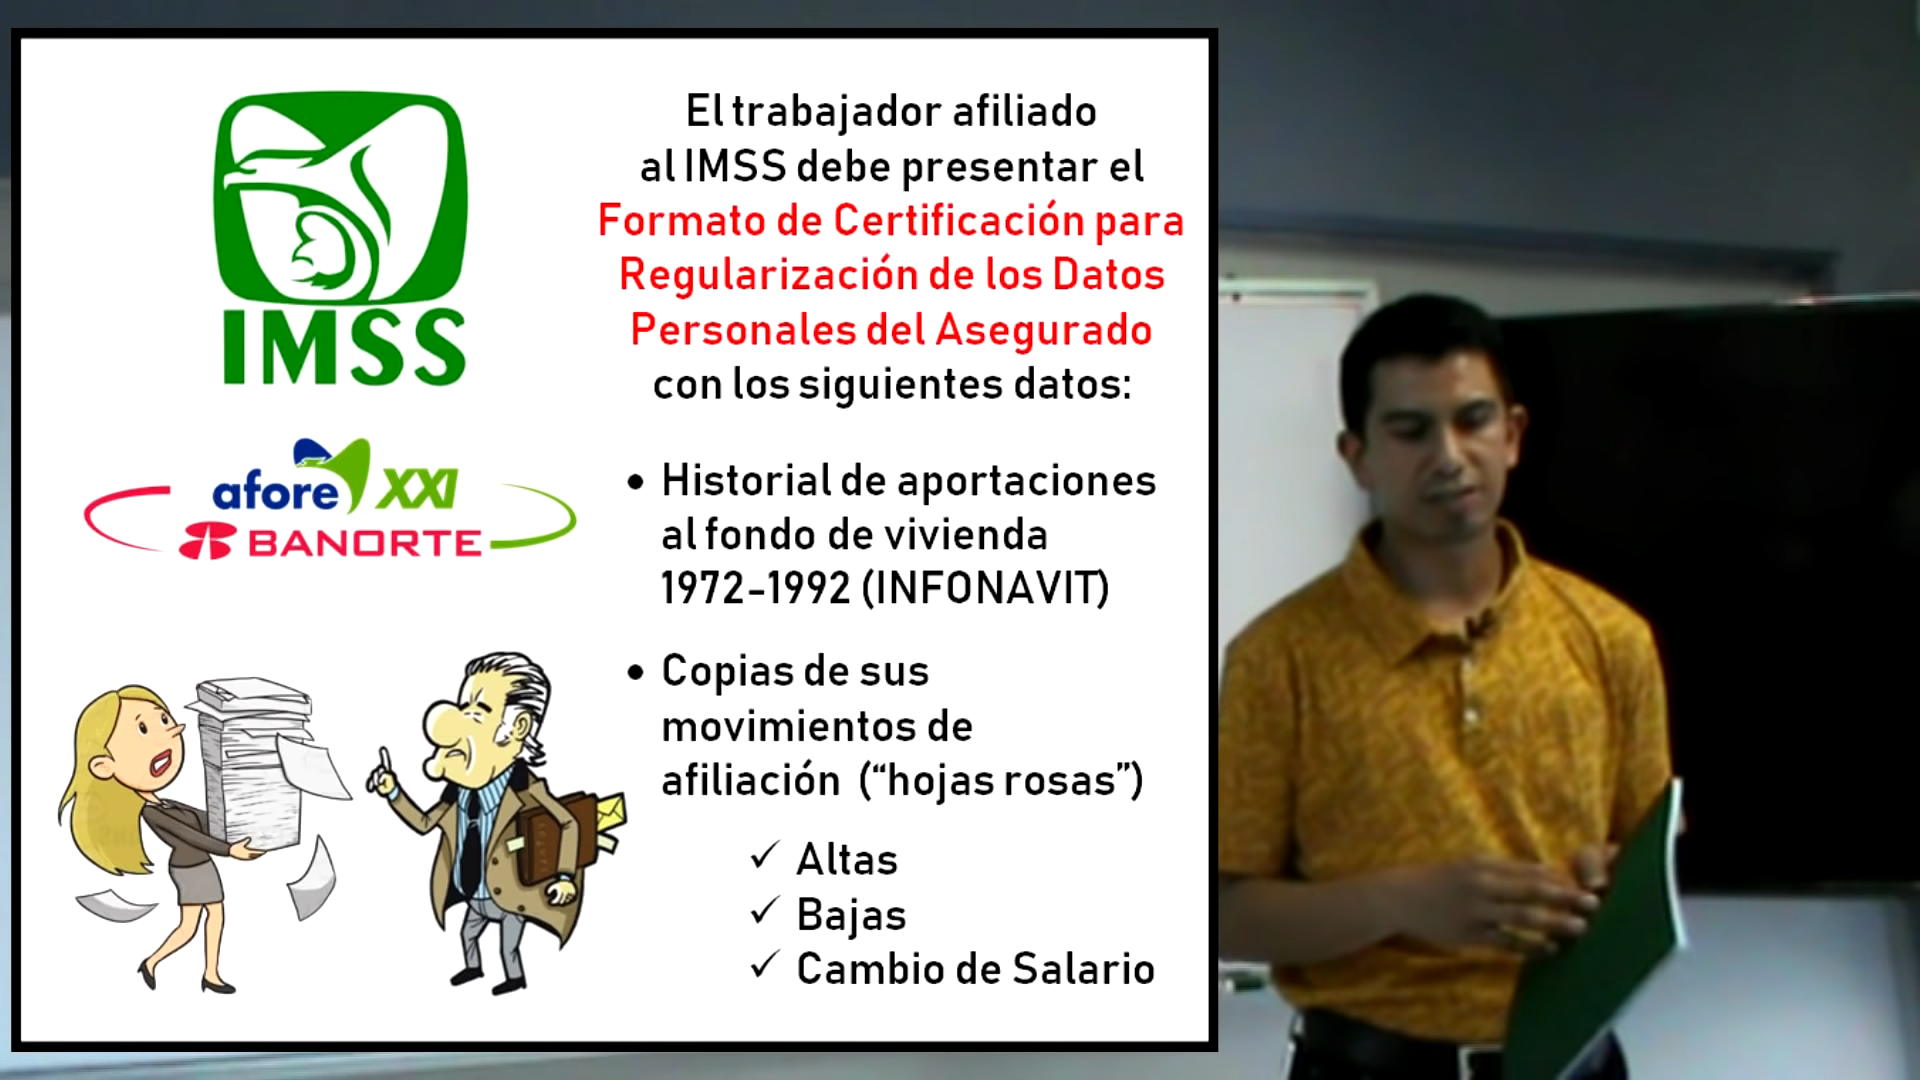 IMSS
afore XXI
BANORTE
El trabajador afiliado
al IMSS debe presentar el
Formato de Certificación para
Regularización de los Datos
Personales del Asegurado
con los siguientes datos:
• Historial de aportaciones
al fondo de vivienda
1972-1992 (INFONAVIT)
• Copias de sus
movimientos de
afiliación (“hojas rosas”)
✓ Altas
✓ Bajas
✓ Cambio de Salario